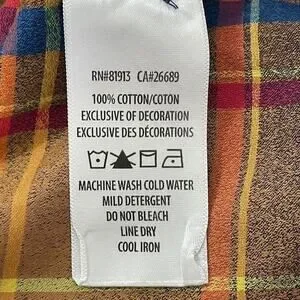 RN#81913 CA#26689
100% COTTON/COTON
EXCLUSIVE OF DECORATION
EXCLUSIVE DES DÉCORATIONS
MACHINE WASH COLD WATER
MILD DETERGENT
DO NOT BLEACH
LINE DRY
COOL IRON